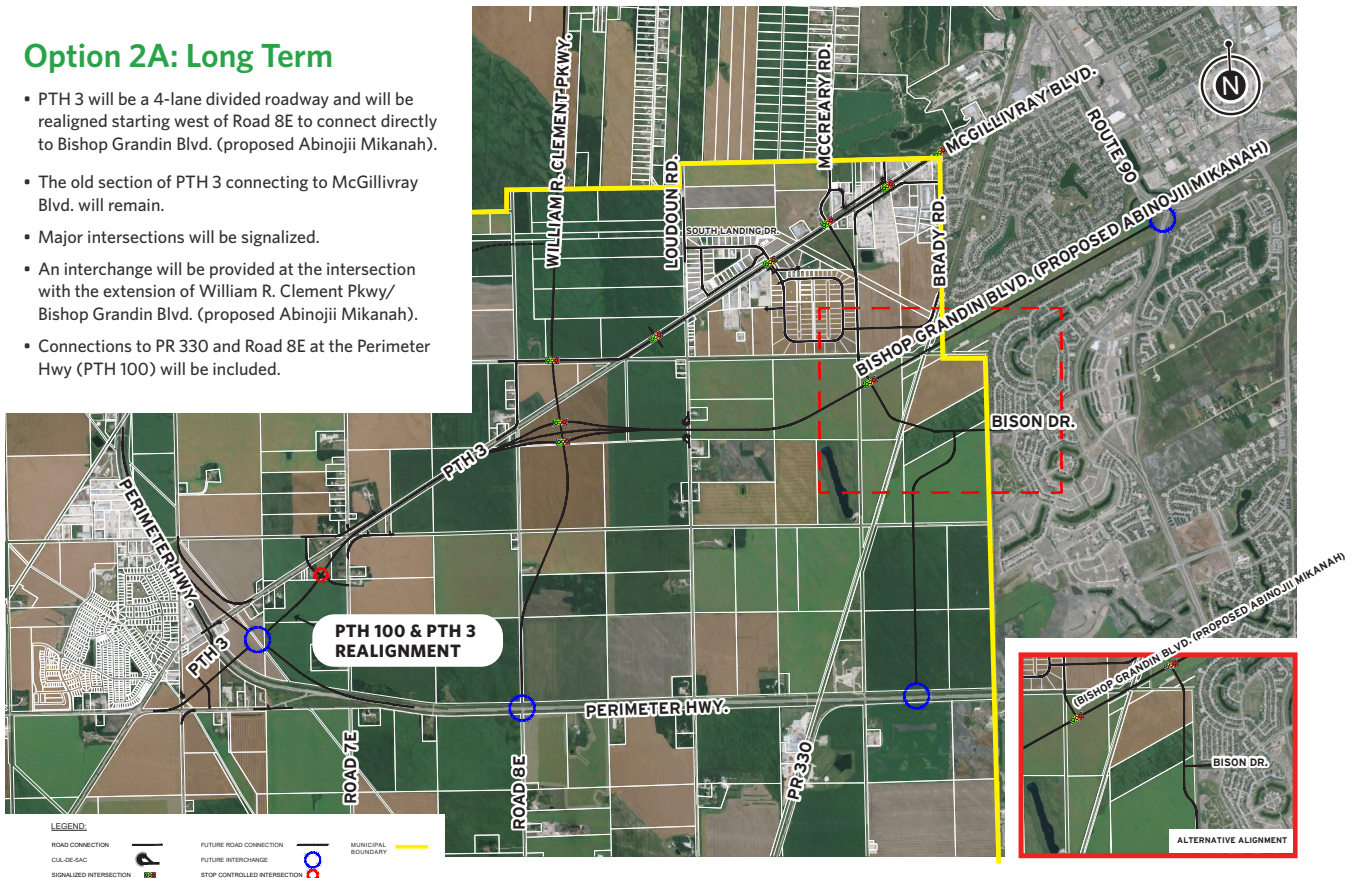 Option 2A: Long Term
• PTH 3 will be a 4-lane divided roadway and will be
realigned starting west of Road 8E to connect directly
to Bishop Grandin Blvd. (proposed Abinojii Mikanah).
• The old section of PTH 3 connecting to McGillivray
Blvd. will remain.
• Major intersections will be signalized.
• An interchange will be provided at the intersection
with the extension of William R. Clement Pkwy/
Bishop Grandin Blvd. (proposed Abinojii Mikanah).
• Connections to PR 330 and Road 8E at the Perimeter
Hwy (PTH 100) will be included.
WILLIAM R. CLEMENT PKWY.
LOUDOUN RD.
MCCREARY RD.
MCGILLIVRAY BLVD.
ROUTE 90
N
SOUTH LANDING DR.
BRADY RD.
BISHOP GRANDIN BLVD. (PROPOSED ABINOJII MIKANAH)
BISON DR.
PTH 3
PERIMETER HWY.
PTH 3
PTH 100 & PTH 3
REALIGNMENT
PERIMETER HWY.
ROAD 7E
ROAD 8E
PR 330
(BISHOP GRANDIN BLVD. (PROPOSED ABINOJII MIKANAH)
BISON DR.
ALTERNATIVE ALIGNMENT
LEGEND:
ROAD CONNECTION
CUL-DE-SAC
SIGNALIZED INTERSECTION
FUTURE ROAD CONNECTION
FUTURE INTERCHANGE
STOP CONTROLLED INTERSECTION
MUNICIPAL
BOUNDARY